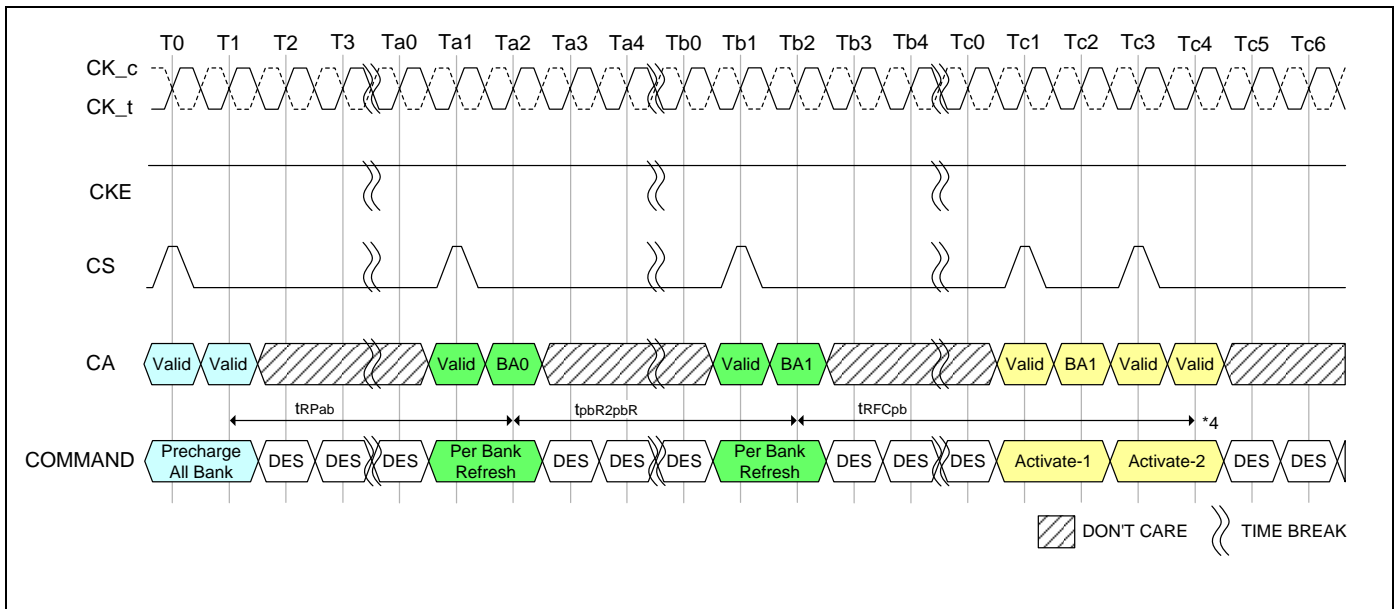 T0 T1 T2 T3 Ta0 Ta1 Ta2 Ta3 Ta4 Tb0 Tb1 Tb2 Tb3 Tb4 Tc0 Tc1 Tc2 Tc3 Tc4 Tc5 Tc6
CK_c
CK_t
CKE
CS
CA Valid Valid Valid BA0 Valid BA1 Valid BA1 Valid Valid
tRPab tpbR2pbR tRFCpb *4
COMMAND Precharge All Bank DES DES DES Per Bank Refresh DES DES DES Per Bank Refresh DES DES DES Activate-1 Activate-2 DES DES
DON'T CARE TIME BREAK